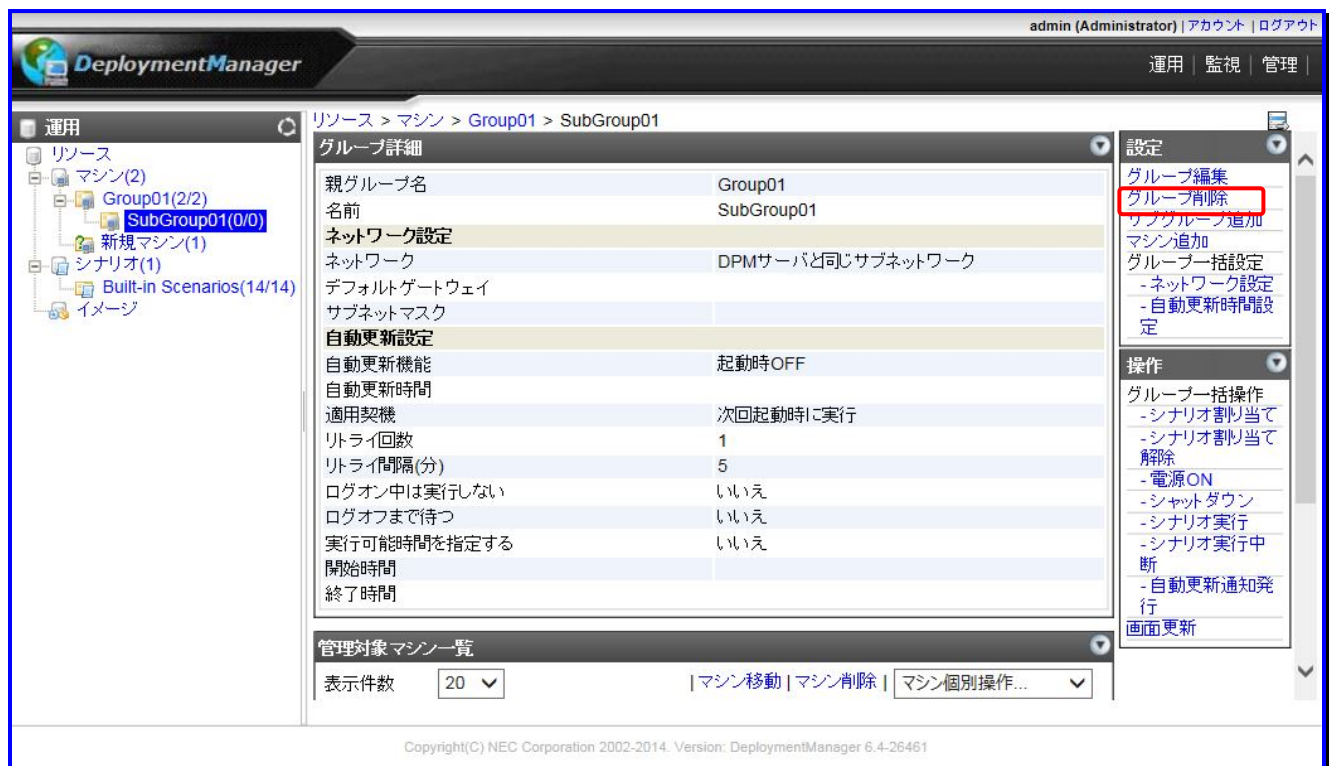 admin (Administrator) | アカウント | ログアウト
DeploymentManager
運用 | 監視 | 管理 |
運用
リソース
マシン(2)
Group01(2/2)
SubGroup01(0/0)
新規マシン(1)
シナリオ(1)
Built-in Scenarios(14/14)
イメージ
リソース > マシン > Group01 > SubGroup01
グループ詳細
親グループ名 Group01
名前 SubGroup01
ネットワーク設定
ネットワーク DPMサーバと同じサブネットワーク
デフォルトゲートウェイ
サブネットマスク
自動更新設定
自動更新機能 起動時OFF
自動更新時間
適用契機 次回起動時に実行
リトライ回数 1
リトライ間隔(分) 5
ログオン中は実行しない いいえ
ログオフまで待つ いいえ
実行可能時間を指定する いいえ
開始時間
終了時間
管理対象マシン一覧
表示件数 20 | マシン移動 | マシン削除 | マシン個別操作...
設定
グループ編集
グループ削除
サブグループ追加
マシン追加
グループ一括設定
- ネットワーク設定
- 自動更新時間設
定
操作
グループ一括操作
- シナリオ割り当て
- シナリオ割り当て
解除
- 電源ON
- シャットダウン
- シナリオ実行
- シナリオ実行中
断
- 自動更新通知発
行
画面更新
Copyright(C) NEC Corporation 2002-2014. Version: DeploymentManager 6.4-26461